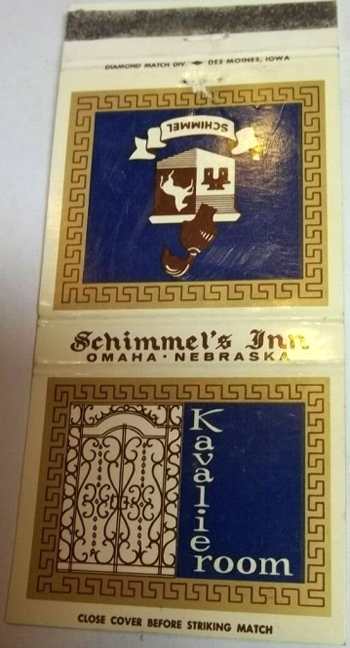 DIAMOND MATCH DIV. DES MOINES, IOWA
SCHIMMEL
Schimmel's Inn
OMAHA · NEBRASKA
Kavalier
room
CLOSE COVER BEFORE STRIKING MATCH